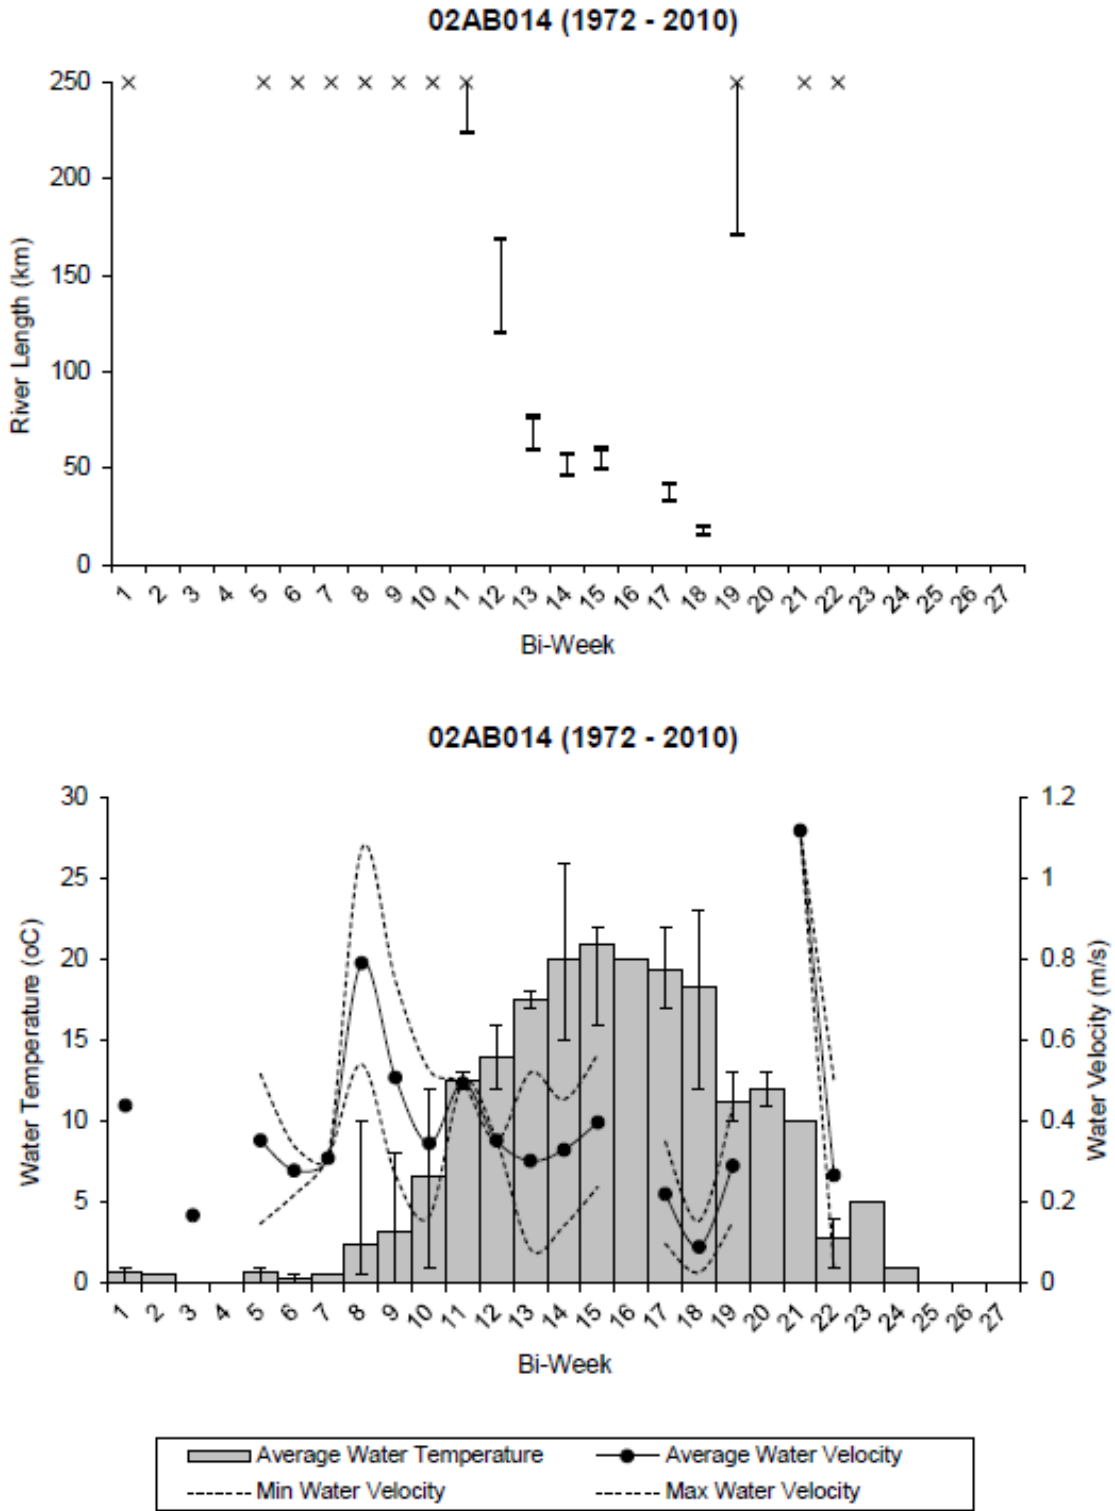 02AB014 (1972 - 2010)
250
200
150
100
50
0
River Length (km)
1 2 3 4 5 6 7 8 9 10 11 12 13 14 15 16 17 18 19 20 21 22 23 24 25 26 27
Bi-Week
02AB014 (1972 - 2010)
30
25
20
15
10
5
0
Water Temperature (oC)
1.2
1
0.8
0.6
0.4
0.2
0
Water Velocity (m/s)
1 2 3 4 5 6 7 8 9 10 11 12 13 14 15 16 17 18 19 20 21 22 23 24 25 26 27
Bi-Week
Average Water Temperature Average Water Velocity
Min Water Velocity Max Water Velocity